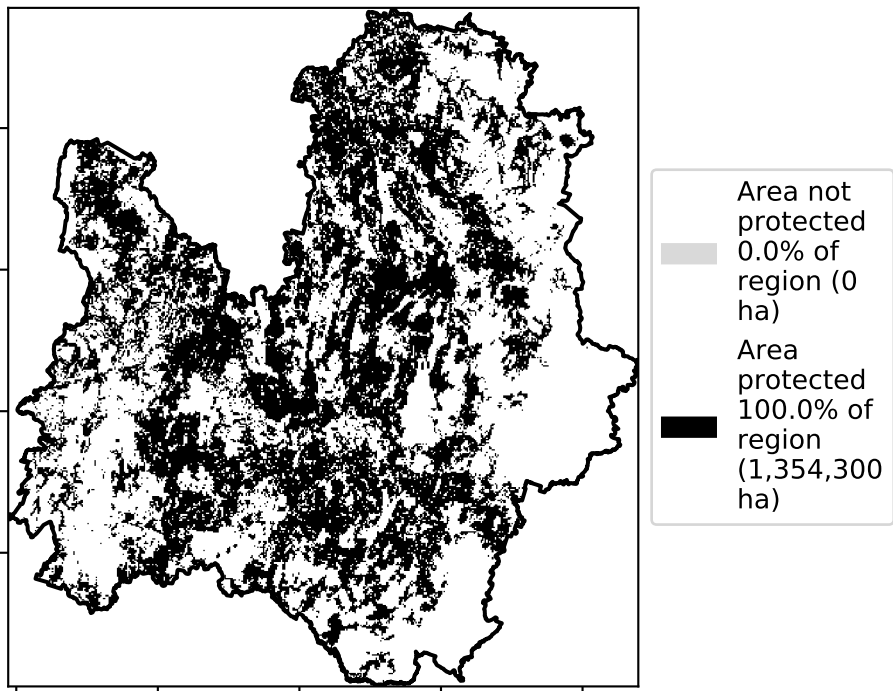 Area not
protected
0.0% of
region (0
ha)
Area
protected
100.0% of
region
(1,354,300
ha)